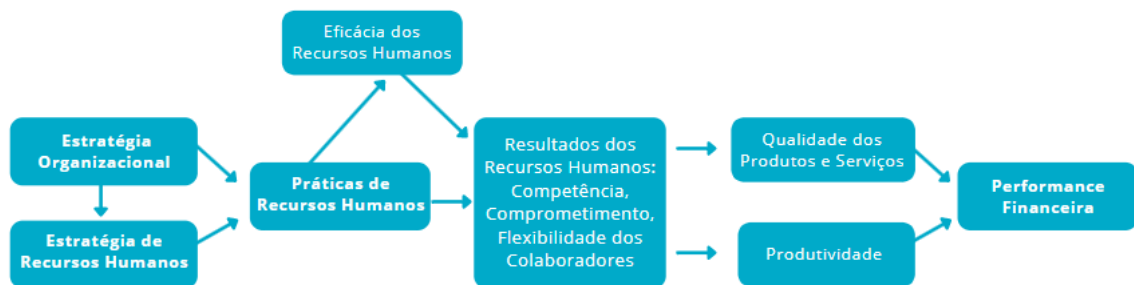 Eficácia dos
Recursos Humanos
Estratégia
Organizacional
Estratégia de
Recursos Humanos
Práticas de
Recursos Humanos
Resultados dos
Recursos Humanos:
Competência,
Comprometimento,
Flexibilidade dos
Colaboradores
Qualidade dos
Produtos e Serviços
Produtividade
Performance
Financeira